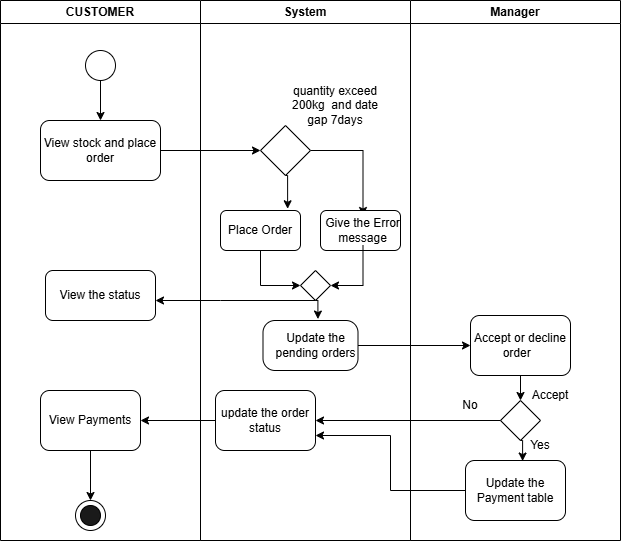 CUSTOMER
System
Manager
quantity exceed
200kg and date
gap 7days
View stock and place
order
Place Order
Give the Error
message
View the status
Update the
pending orders
Accept or decline
order
Accept
No
Yes
View Payments
update the order
status
Update the
Payment table